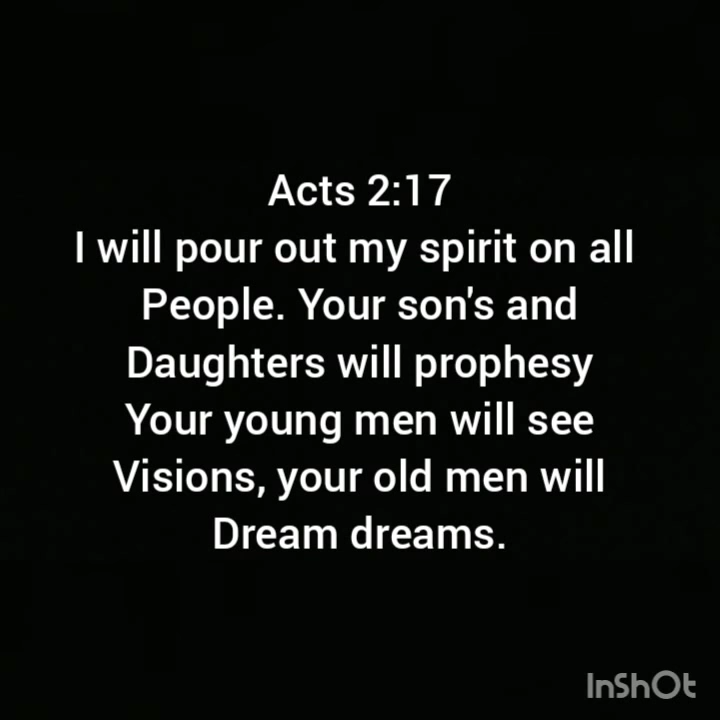 Acts 2:17
I will pour out my spirit on all
People. Your son's and
Daughters will prophesy
Your young men will see
Visions, your old men will
Dream dreams.
InShOt